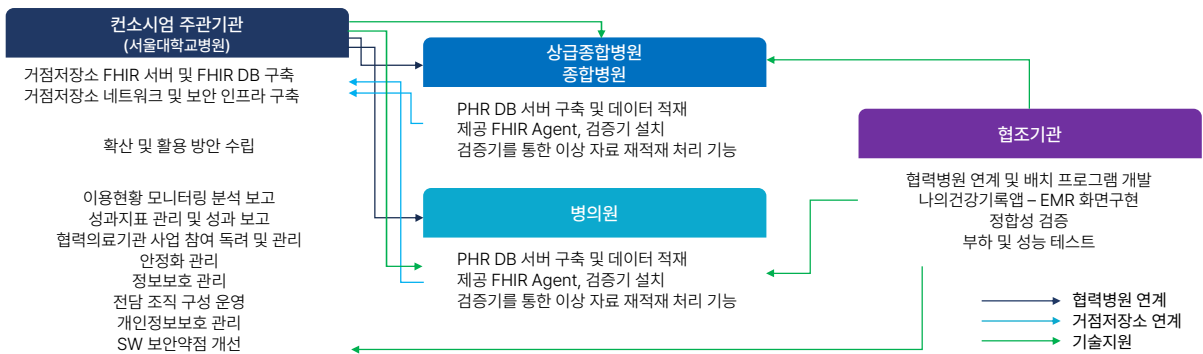 컨소시엄 주관기관
(서울대학교병원)
거점저장소 FHIR 서버 및 FHIR DB 구축
거점저장소 네트워크 및 보안 인프라 구축
확산 및 활용 방안 수립
이용현황 모니터링 분석 보고
성과지표 관리 및 성과 보고
협력의료기관 사업 참여 독려 및 관리
안정화 관리
정보보호 관리
전담 조직 구성 운영
개인정보보호 관리
SW 보안약점 개선
상급종합병원
종합병원
PHR DB 서버 구축 및 데이터 적재
제공 FHIR Agent, 검증기 설치
검증기를 통한 이상 자료 재적재 처리 기능
병의원
PHR DB 서버 구축 및 데이터 적재
제공 FHIR Agent, 검증기 설치
검증기를 통한 이상 자료 재적재 처리 기능
협조기관
협력병원 연계 및 배치 프로그램 개발
나의건강기록앱 – EMR 화면구현
정합성 검증
부하 및 성능 테스트
협력병원 연계
거점저장소 연계
기술지원